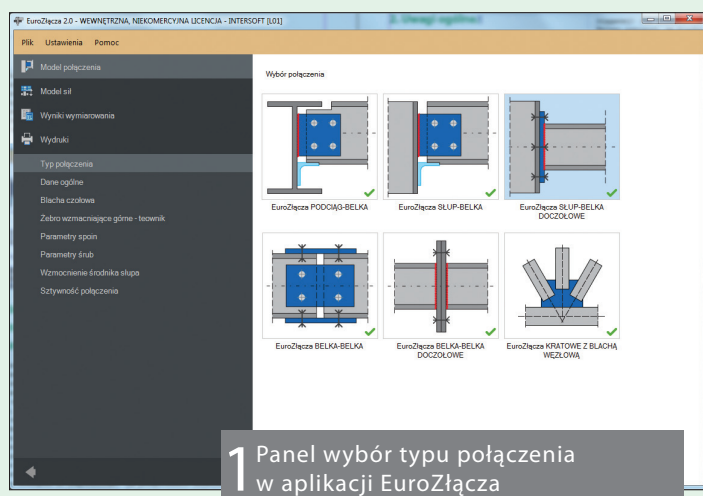 EuroZłącza 2.0 - WEWNĘTRZNA, NIEKOMERCYJNA LICENCJA - INTERSOFT [L01]
2. Uwagi ogólne:
Plik Ustawienia Pomoc
Model połączenia
Model sił
Wyniki wymiarowania
Wydruki
Typ połączenia
Dane ogólne
Blacha czołowa
Żebro wzmacniające górne - teownik
Parametry spoin
Parametry śrub
Wzmocnienie środnika słupa
Sztywność połączenia
Wybór połączenia
EuroZłącza PODCIĄG-BELKA
EuroZłącza SŁUP-BELKA
EuroZłącza SŁUP-BELKA
DOCZOŁOWE
EuroZłącza BELKA-BELKA
EuroZłącza BELKA-BELKA
DOCZOŁOWE
EuroZłącza KRATOWE Z BLACHĄ
WĘZŁOWĄ
1 Panel wybór typu połączenia
w aplikacji EuroZłącza